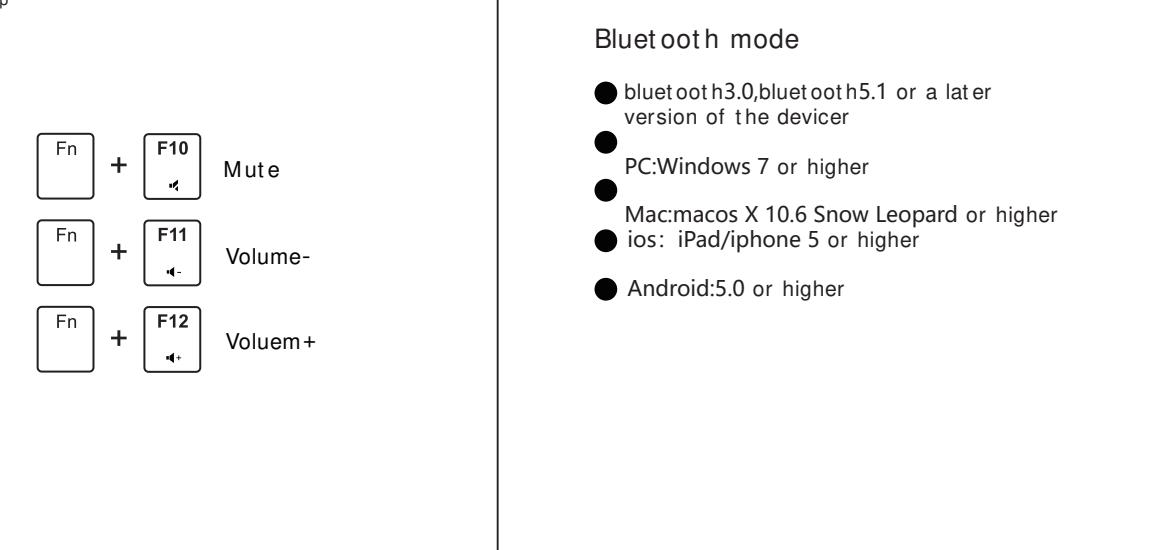 p
Fn + F10 Mute
Fn + F11 Volume-
Fn + F12 Voluem+
Bluetooth mode
bluetooth3.0,bluetooth5.1 or a later
version of the devicer
PC:Windows 7 or higher
Mac:macos X 10.6 Snow Leopard or higher
ios: iPad/iphone 5 or higher
Android:5.0 or higher